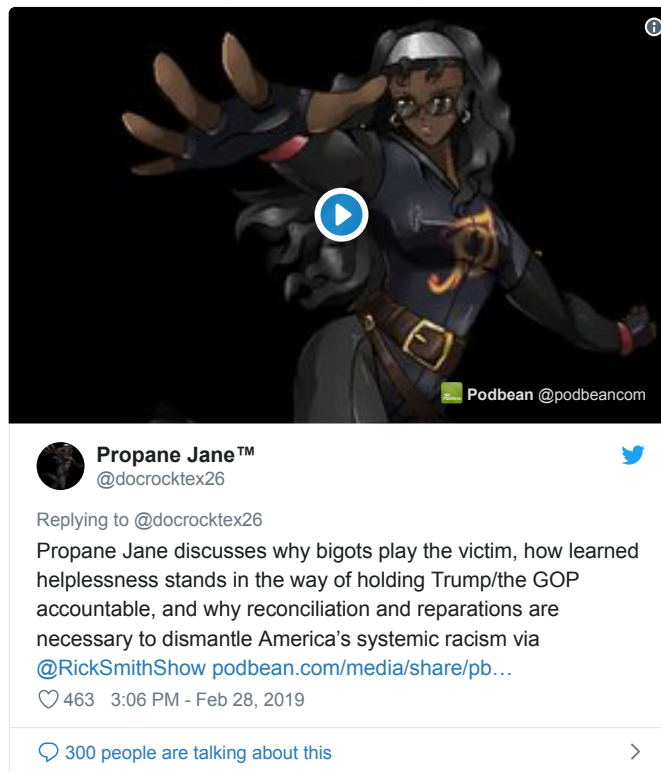 Podbean @podbeancom
Propane Jane™
@docrocktex26
Replying to @docrocktex26
Propane Jane discusses why bigots play the victim, how learned
helplessness stands in the way of holding Trump/the GOP
accountable, and why reconciliation and reparations are
necessary to dismantle America’s systemic racism via
@RickSmithShow podbean.com/media/share/pb…
463 3:06 PM - Feb 28, 2019
300 people are talking about this